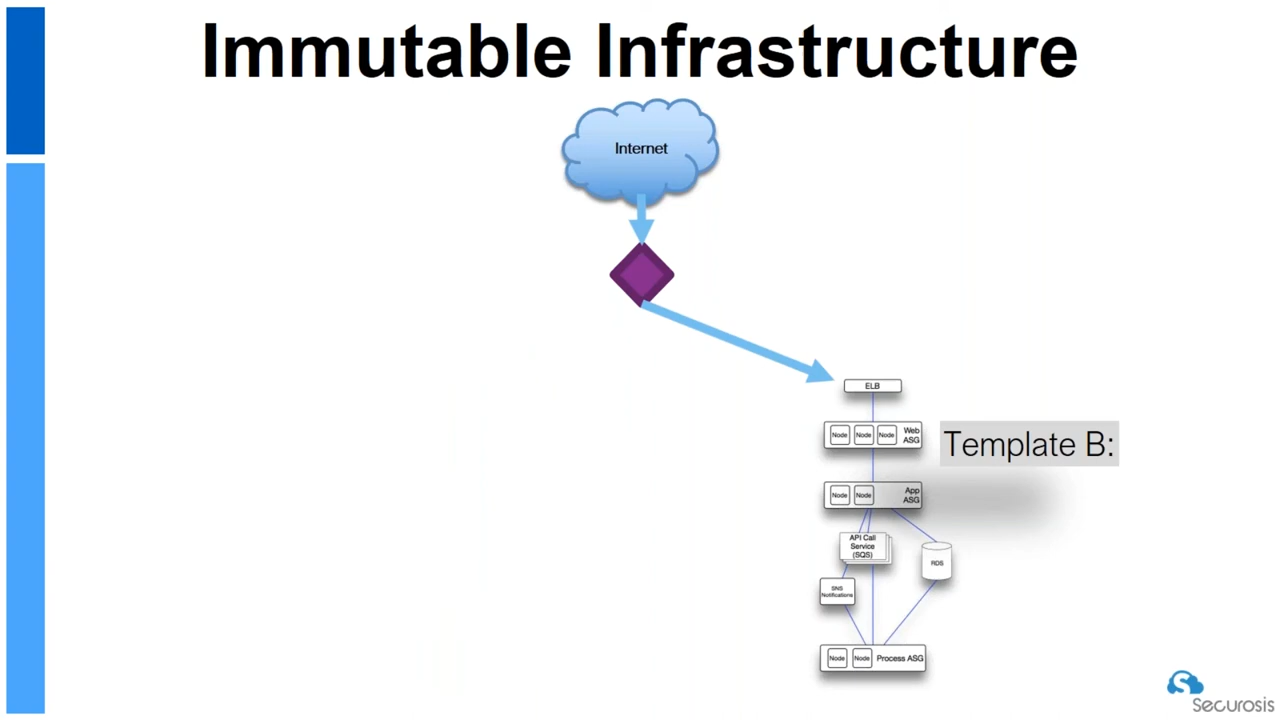 Immutable Infrastructure
Internet
ELB
Node Node Node Web
ASG
Template B:
Node Node App
ASG
API Call
Service
(SQS)
RDS
SNS
Notifications
Node Node Process ASG
Securosis